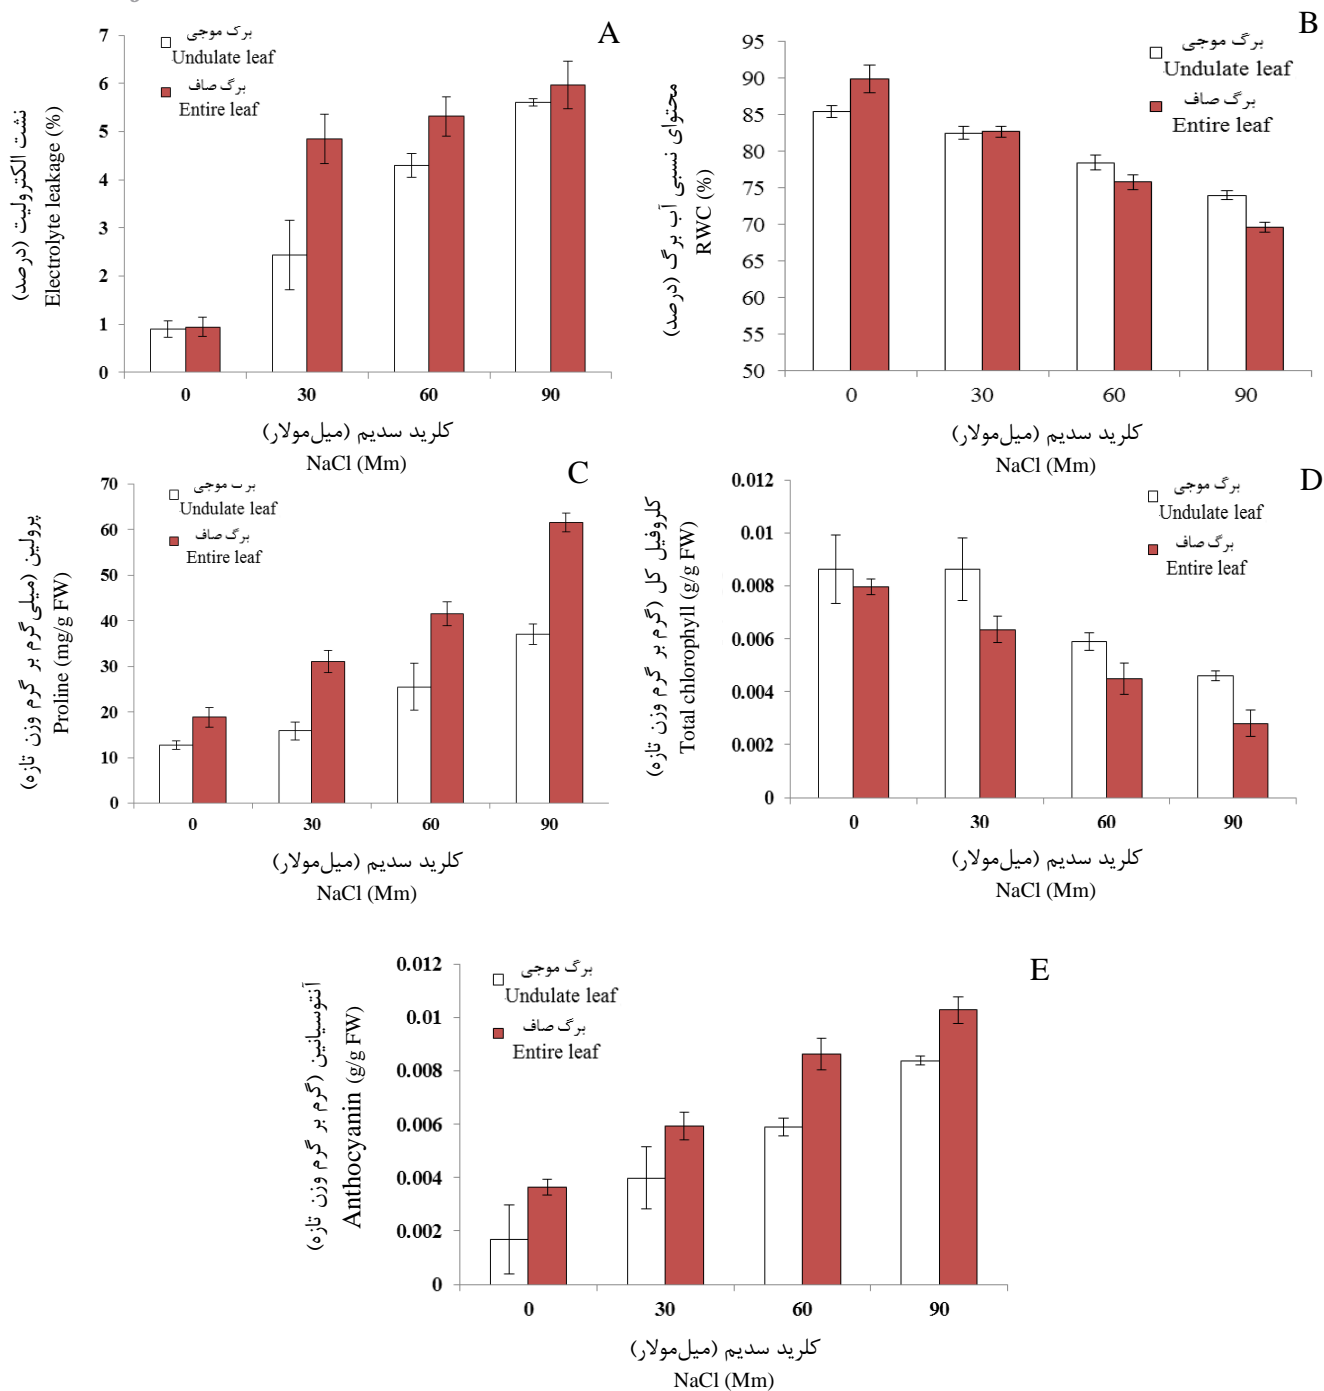 A
برگ موجی
Undulate leaf
برگ صاف
Entire leaf
نشت الکترولیت (درصد)
Electrolyte leakage (%)
7
6
5
4
3
2
1
0
0 30 60 90
کلرید سدیم (میل‌مولار)
NaCl (Mm)
B
برگ موجی
Undulate leaf
برگ صاف
Entire leaf
محتوای نسبی آب برگ (درصد)
RWC (%)
95
90
85
80
75
70
65
60
55
50
0 30 60 90
کلرید سدیم (میل‌مولار)
NaCl (Mm)
C
برگ موجی
Undulate leaf
برگ صاف
Entire leaf
پرولین (میلی گرم بر گرم وزن تازه)
Proline (mg/g FW)
70
60
50
40
30
20
10
0
0 30 60 90
کلرید سدیم (میل‌مولار)
NaCl (Mm)
D
برگ موجی
Undulate leaf
برگ صاف
Entire leaf
کلروفیل کل (گرم بر گرم وزن تازه)
Total chlorophyll (g/g FW)
0.012
0.01
0.008
0.006
0.004
0.002
0
0 30 60 90
کلرید سدیم (میل‌مولار)
NaCl (Mm)
E
برگ موجی
Undulate leaf
برگ صاف
Entire leaf
آنتوسیانین (گرم بر گرم وزن تازه)
Anthocyanin (g/g FW)
0.012
0.01
0.008
0.006
0.004
0.002
0
0 30 60 90
کلرید سدیم (میل‌مولار)
NaCl (Mm)